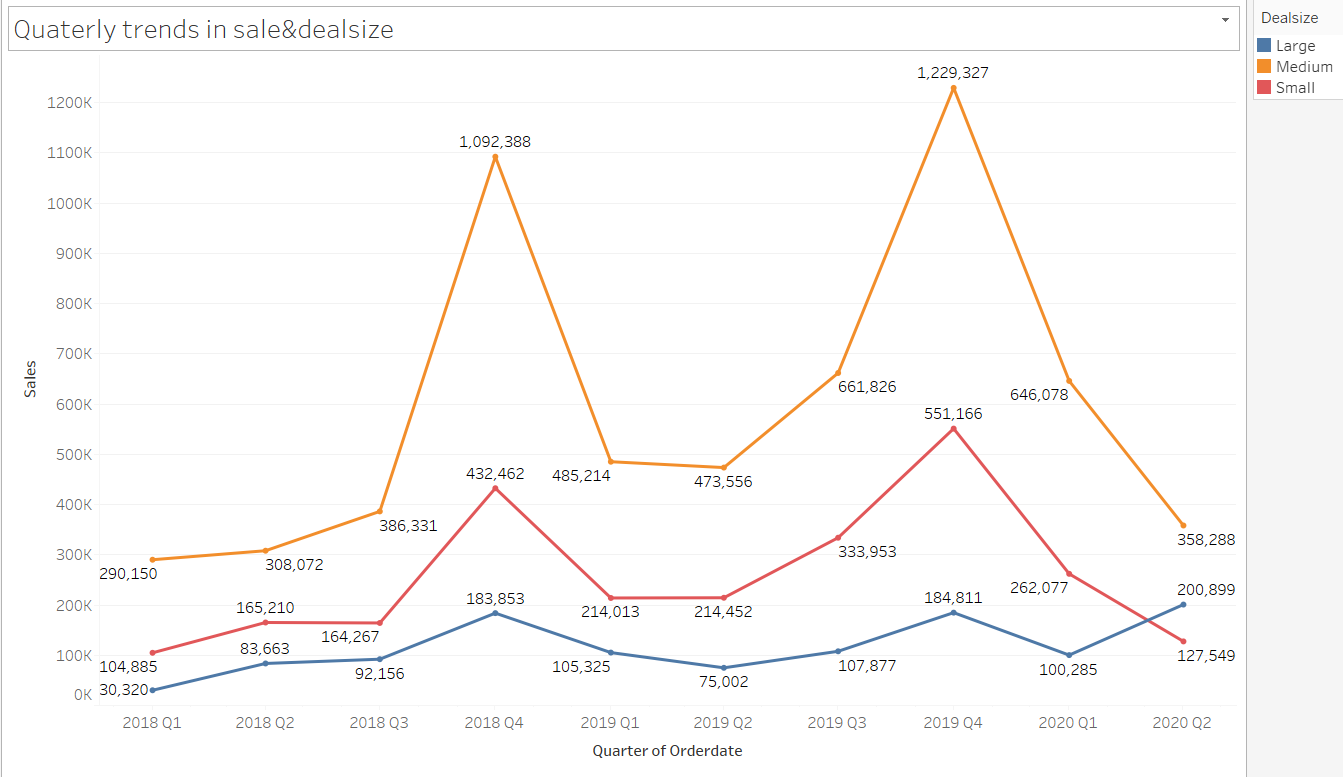 Quaterly trends in sale&dealsize
Dealsize
Large
Medium
Small
1,229,327
1200K
1,092,388
1100K
1000K
900K
800K
700K
Sales
661,826
646,078
600K
551,166
500K
432,462
485,214
473,556
400K
386,331
358,288
333,953
300K
290,150
308,072
262,077
200K
165,210
183,853
214,013
214,452
184,811
200,899
164,267
104,885
100K
83,663
92,156
105,325
75,002
107,877
100,285
127,549
0K
30,320
2018 Q1
2018 Q2
2018 Q3
2018 Q4
2019 Q1
2019 Q2
2019 Q3
2019 Q4
2020 Q1
2020 Q2
Quarter of Orderdate